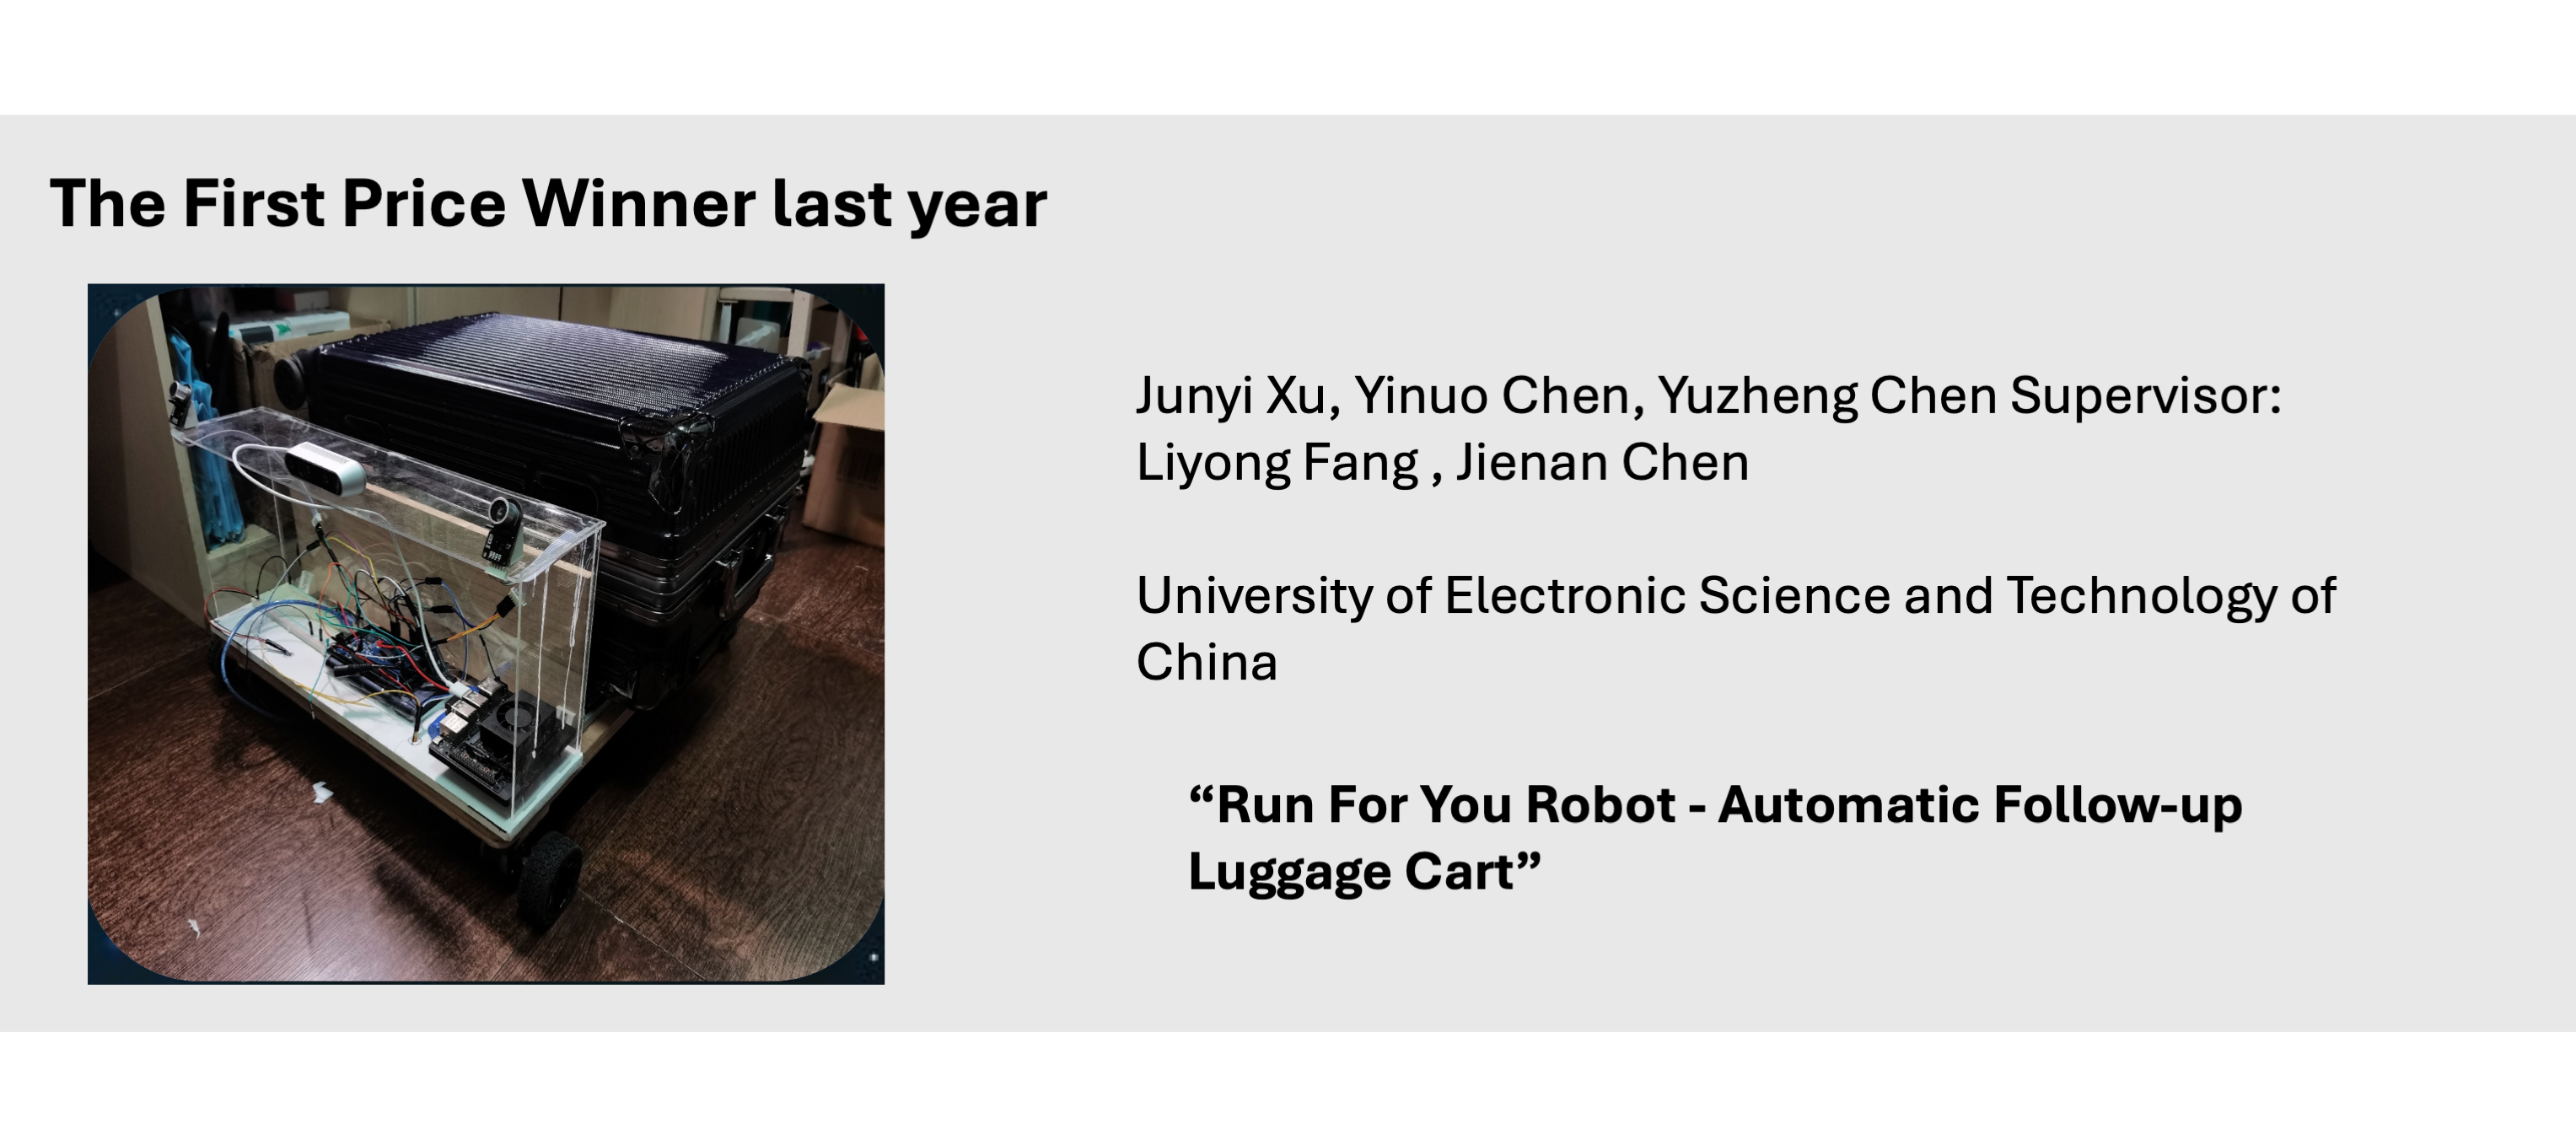 The First Price Winner last year
Junyi Xu, Yinuo Chen, Yuzheng Chen Supervisor:
Liyong Fang , Jienan Chen
University of Electronic Science and Technology of
China
“Run For You Robot - Automatic Follow-up
Luggage Cart”